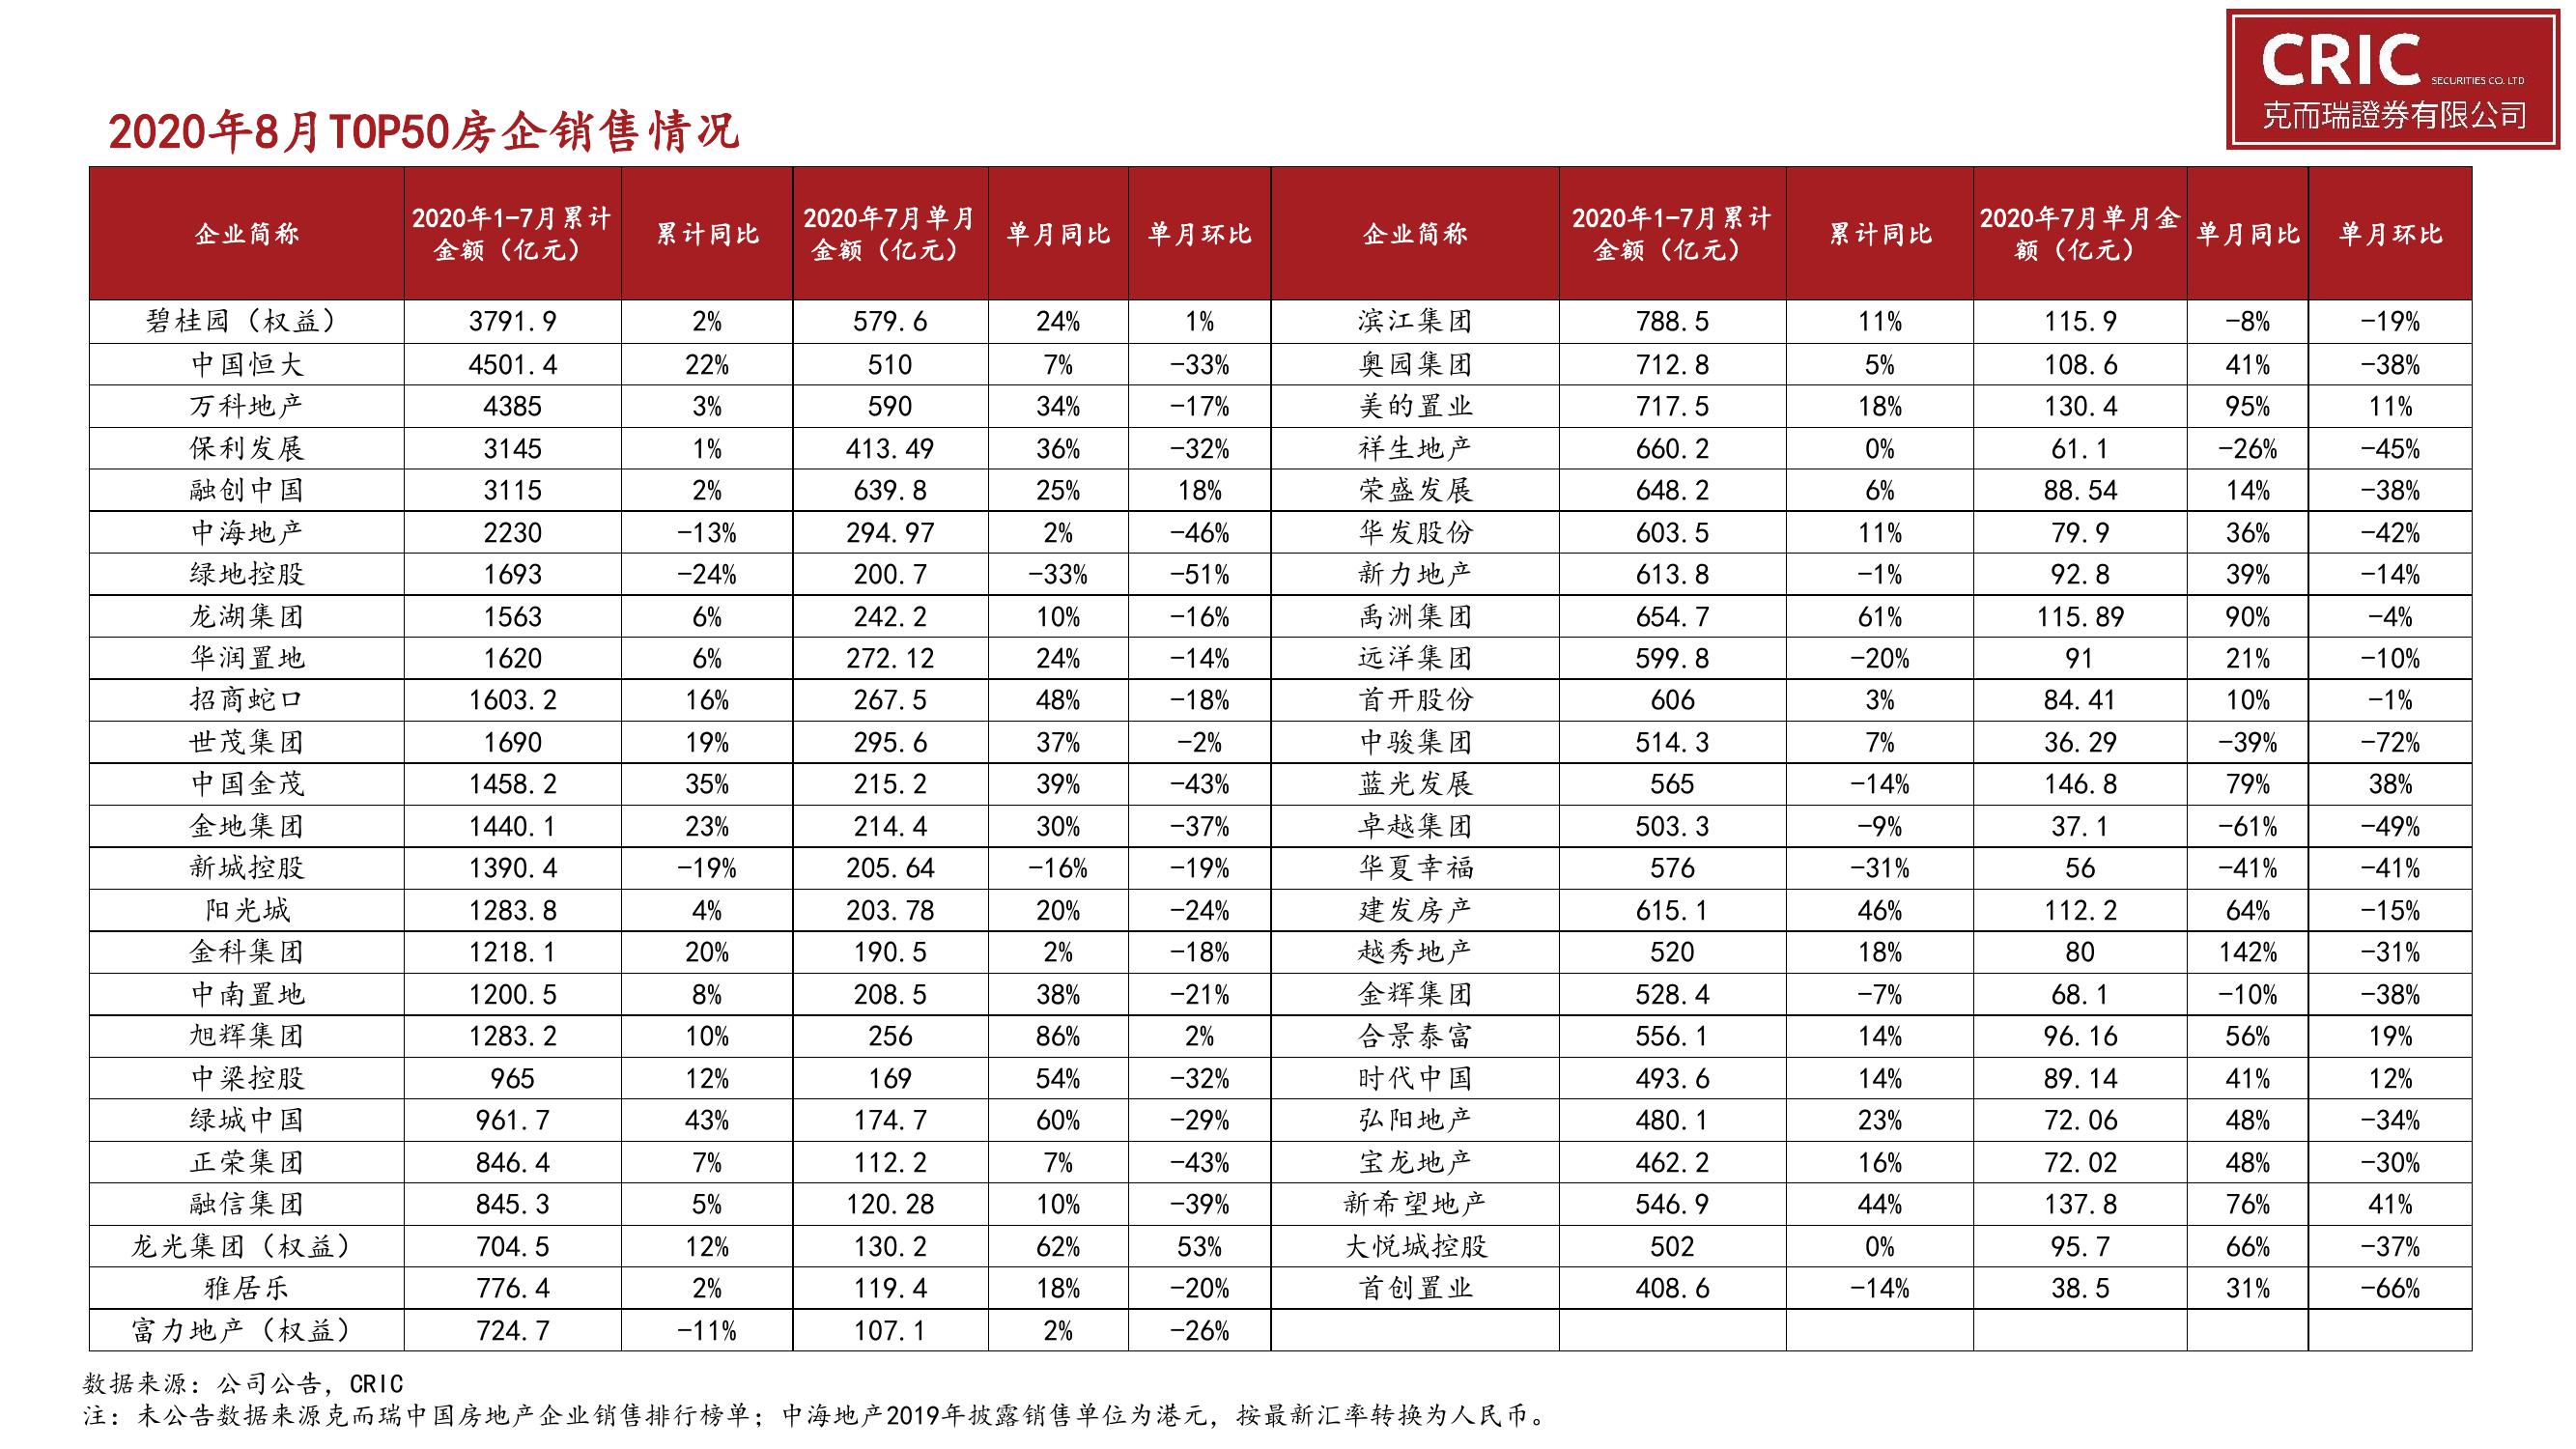 CRIC SECURITIES CO. LTD
克而瑞證券有限公司
2020年8月TOP50房企销售情况
企业简称 2020年1-7月累计金额（亿元） 累计同比 2020年7月单月金额（亿元） 单月同比 单月环比 企业简称 2020年1-7月累计金额（亿元） 累计同比 2020年7月单月金额（亿元） 单月同比 单月环比
碧桂园（权益） 3791.9 2% 579.6 24% 1% 滨江集团 788.5 11% 115.9 -8% -19%
中国恒大 4501.4 22% 510 7% -33% 奥园集团 712.8 5% 108.6 41% -38%
万科地产 4385 3% 590 34% -17% 美的置业 717.5 18% 130.4 95% 11%
保利发展 3145 1% 413.49 36% -32% 祥生地产 660.2 0% 61.1 -26% -45%
融创中国 3115 2% 639.8 25% 18% 荣盛发展 648.2 6% 88.54 14% -38%
中海地产 2230 -13% 294.97 2% -46% 华发股份 603.5 11% 79.9 36% -42%
绿地控股 1693 -24% 200.7 -33% -51% 新力地产 613.8 -1% 92.8 39% -14%
龙湖集团 1563 6% 242.2 10% -16% 禹洲集团 654.7 61% 115.89 90% -4%
华润置地 1620 6% 272.12 24% -14% 远洋集团 599.8 -20% 91 21% -10%
招商蛇口 1603.2 16% 267.5 48% -18% 首开股份 606 3% 84.41 10% -1%
世茂集团 1690 19% 295.6 37% -2% 中骏集团 514.3 7% 36.29 -39% -72%
中国金茂 1458.2 35% 215.2 39% -43% 蓝光发展 565 -14% 146.8 79% 38%
金地集团 1440.1 23% 214.4 30% -37% 卓越集团 503.3 -9% 37.1 -61% -49%
新城控股 1390.4 -19% 205.64 -16% -19% 华夏幸福 576 -31% 56 -41% -41%
阳光城 1283.8 4% 203.78 20% -24% 建发房产 615.1 46% 112.2 64% -15%
金科集团 1218.1 20% 190.5 2% -18% 越秀地产 520 18% 80 142% -31%
中南置地 1200.5 8% 208.5 38% -21% 金辉集团 528.4 -7% 68.1 -10% -38%
旭辉集团 1283.2 10% 256 86% 2% 合景泰富 556.1 14% 96.16 56% 19%
中梁控股 965 12% 169 54% -32% 时代中国 493.6 14% 89.14 41% 12%
绿城中国 961.7 43% 174.7 60% -29% 弘阳地产 480.1 23% 72.06 48% -34%
正荣集团 846.4 7% 112.2 7% -43% 宝龙地产 462.2 16% 72.02 48% -30%
融信集团 845.3 5% 120.28 10% -39% 新希望地产 546.9 44% 137.8 76% 41%
龙光集团（权益） 704.5 12% 130.2 62% 53% 大悦城控股 502 0% 95.7 66% -37%
雅居乐 776.4 2% 119.4 18% -20% 首创置业 408.6 -14% 38.5 31% -66%
富力地产（权益） 724.7 -11% 107.1 2% -26%
数据来源：公司公告，CRIC
注：未公告数据来源克而瑞中国房地产企业销售排行榜单；中海地产2019年披露销售单位为港元，按最新汇率转换为人民币。